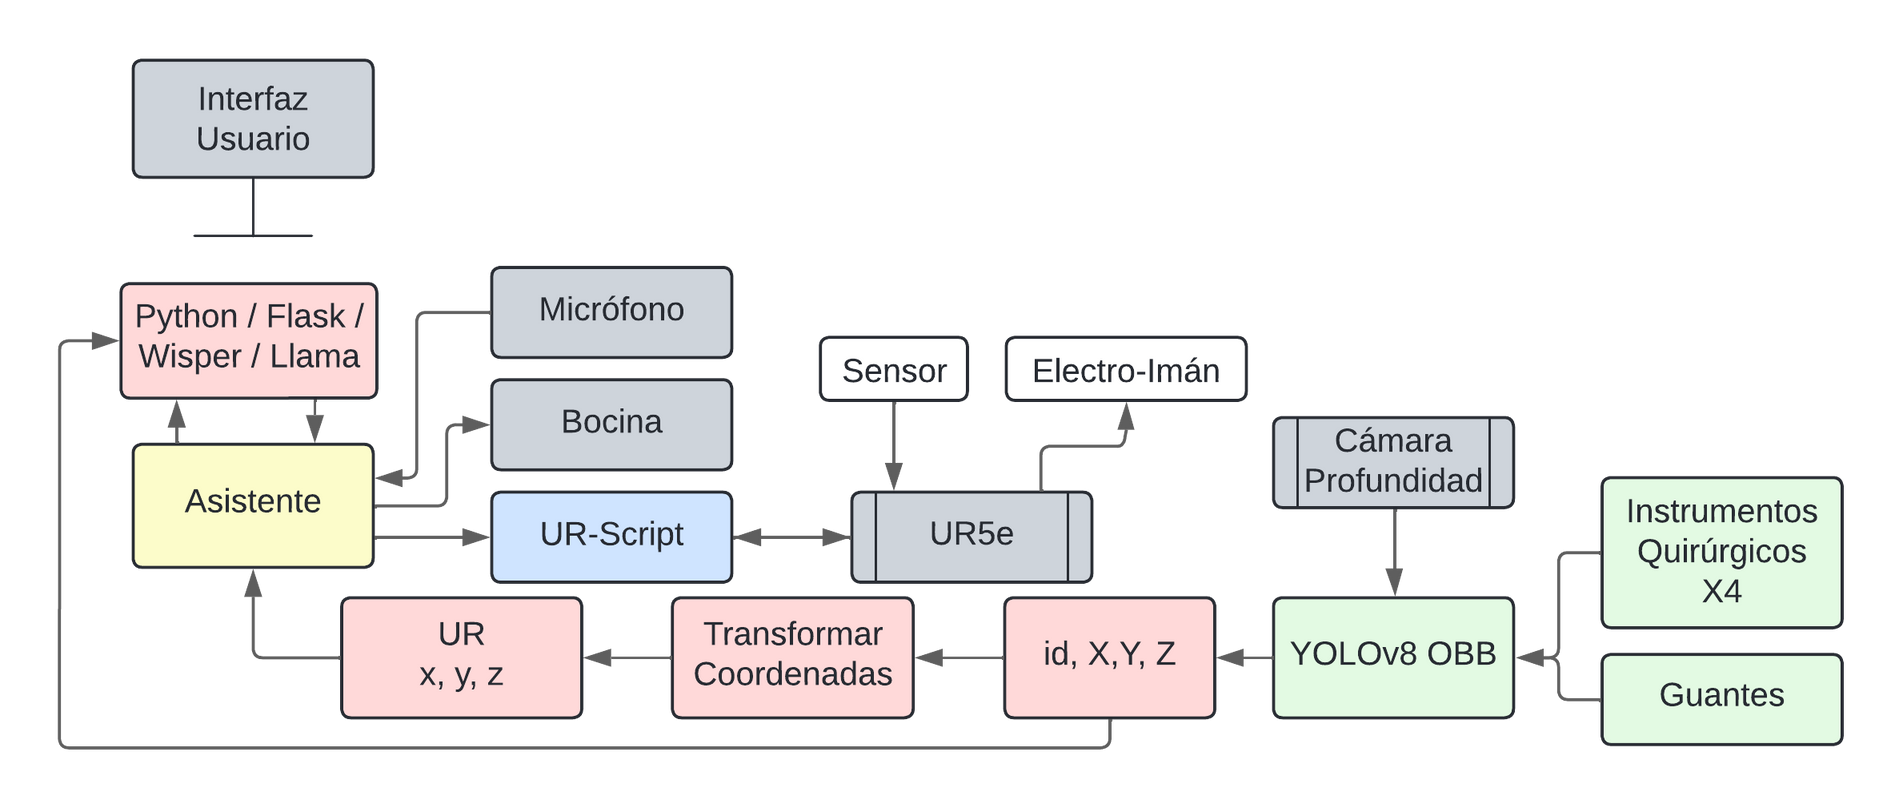 Interfaz
Usuario
Python / Flask /
Wisper / Llama
Micrófono
Bocina
Asistente
UR-Script
Sensor
Electro-Imán
UR5e
Cámara
Profundidad
Instrumentos
Quirúrgicos
X4
UR
x, y, z
Transformar
Coordenadas
id, X,Y, Z
YOLOv8 OBB
Guantes